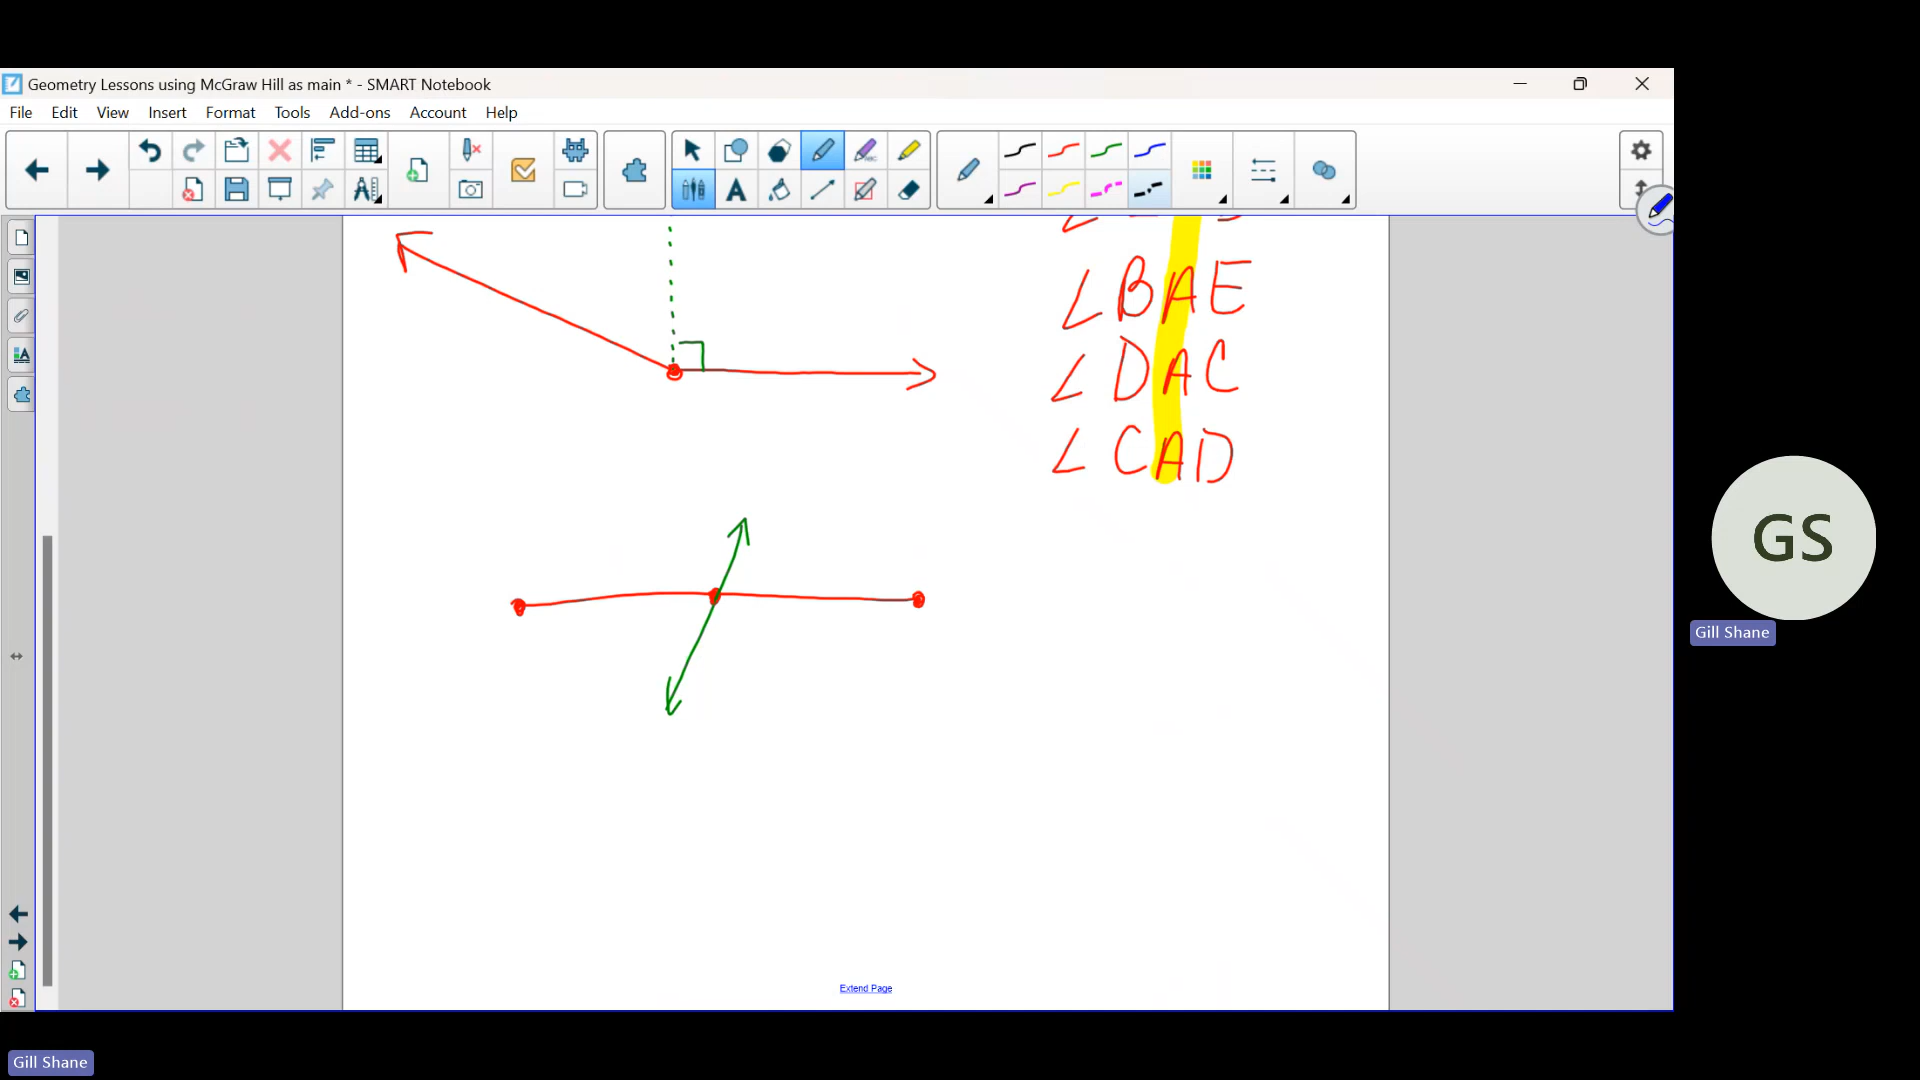 Geometry Lessons using McGraw Hill as main * - SMART Notebook
File Edit View Insert Format Tools Add-ons Account Help
∠BAE
∠DAC
∠CAD
Extend Page
GS
Gill Shane
Gill Shane